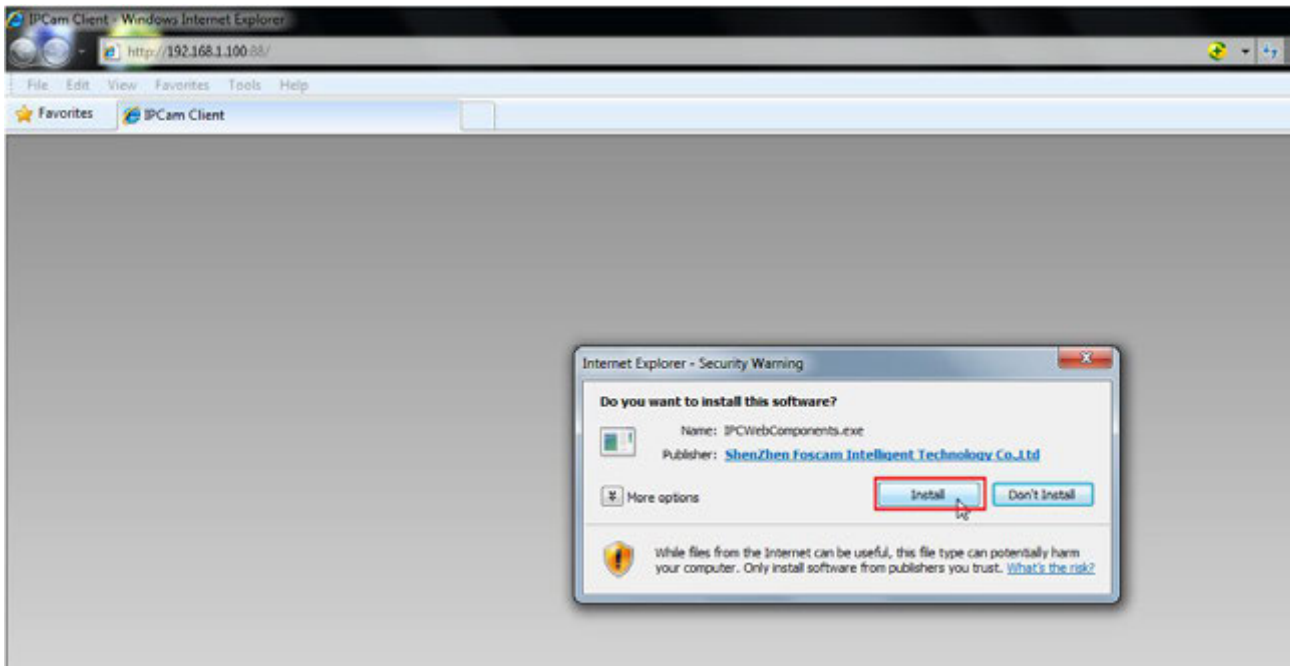 IPCam Client - Windows Internet Explorer
http://192.168.1.100:88/
File Edit View Favorites Tools Help
Favorites IPCam Client
Internet Explorer - Security Warning
Do you want to install this software?
Name: IPCWebComponents.exe
Publisher: ShenZhen Foscam Intelligent Technology Co.,Ltd
More options Install Don't Install
While files from the Internet can be useful, this file type can potentially harm
your computer. Only install software from publishers you trust. What's the risk?